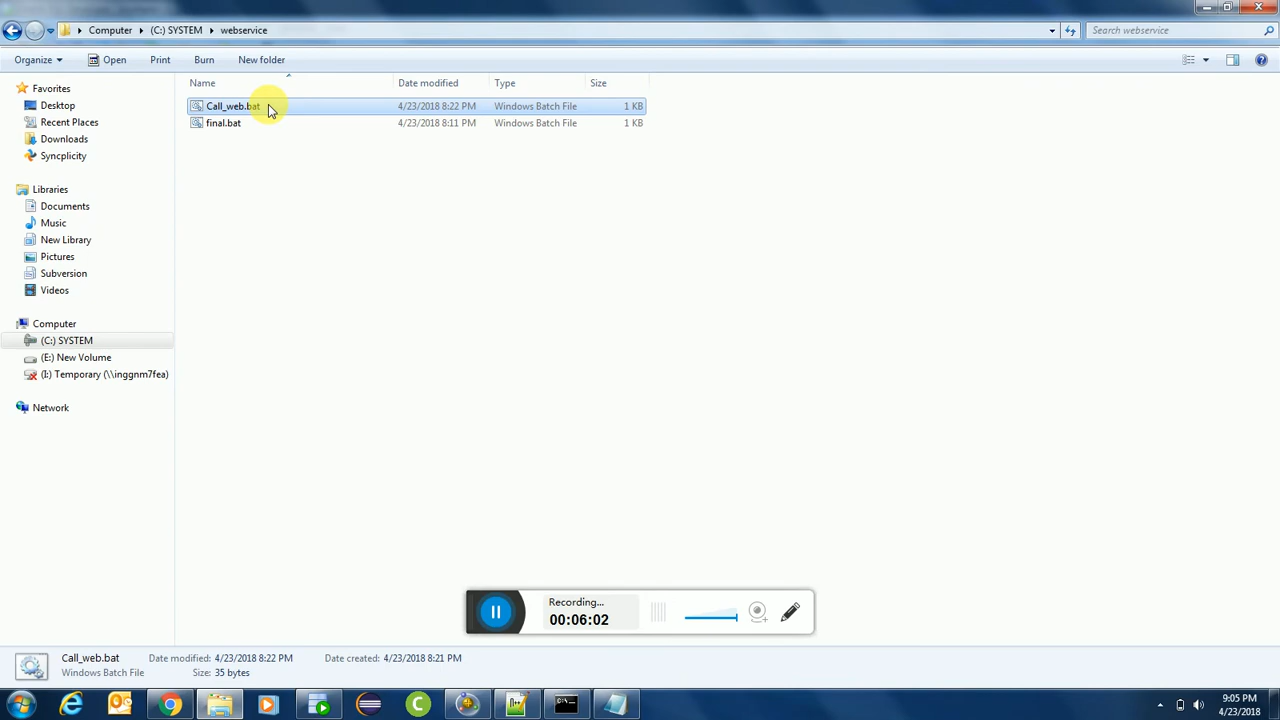 Computer (C:) SYSTEM webservice
Search webservice
Organize Open Print Burn New folder
Name Date modified Type Size
Call_web.bat 4/23/2018 8:22 PM Windows Batch File 1 KB
final.bat 4/23/2018 8:11 PM Windows Batch File 1 KB
Favorites
Desktop
Recent Places
Downloads
Syncplicity
Libraries
Documents
Music
New Library
Pictures
Subversion
Videos
Computer
(C:) SYSTEM
(E:) New Volume
(I:) Temporary (\\inggnm7fea)
Network
Recording...
00:06:02
Call_web.bat Date modified: 4/23/2018 8:22 PM Date created: 4/23/2018 8:21 PM
Windows Batch File Size: 35 bytes
9:05 PM
4/23/2018